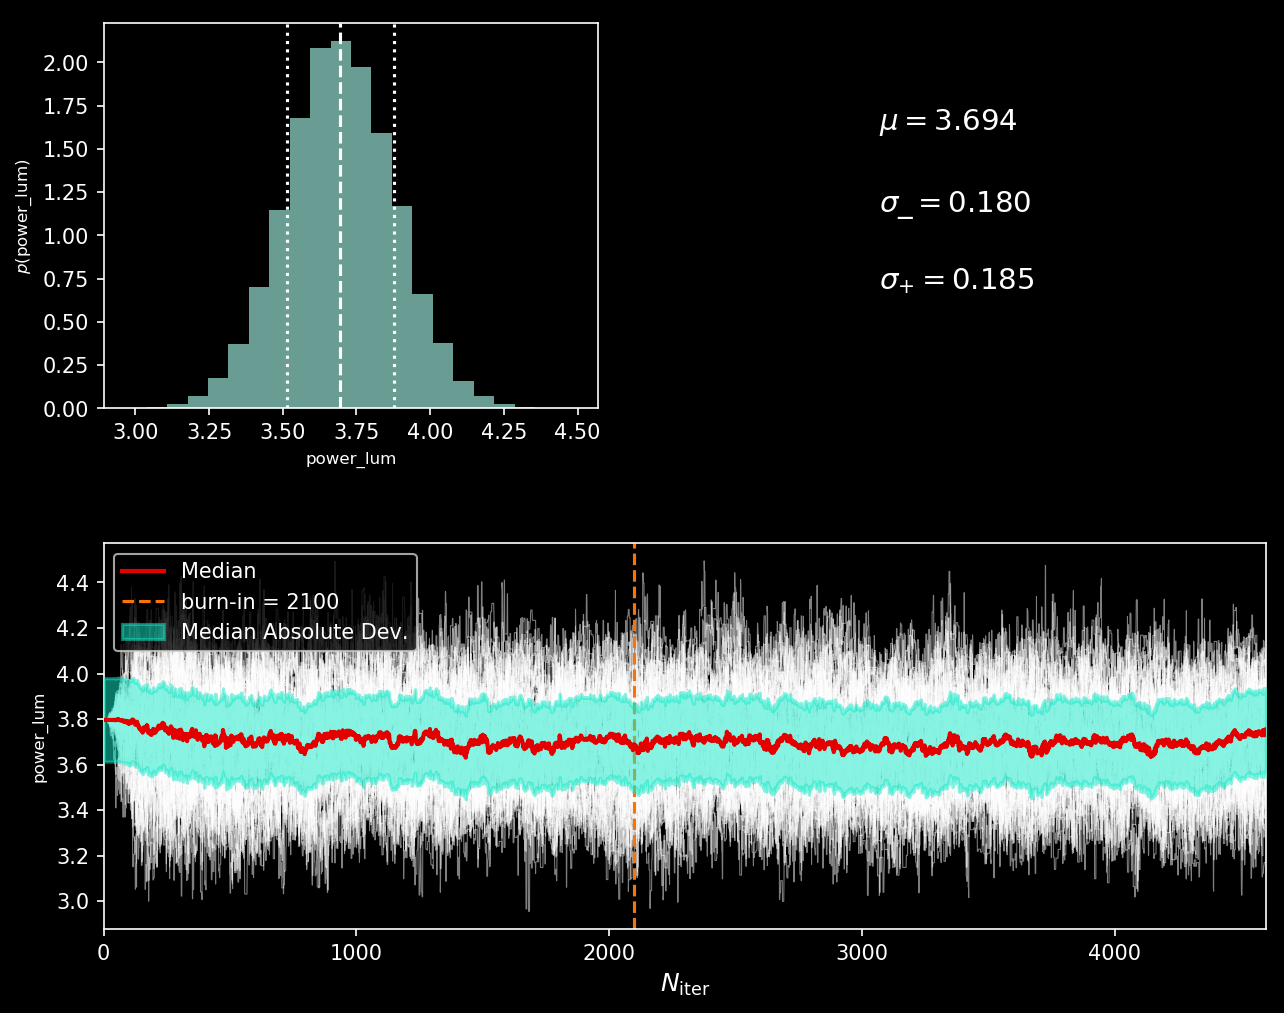 2.00
1.75
1.50
1.25
1.00
0.75
0.50
0.25
0.00
p(power_lum)
3.00 3.25 3.50 3.75 4.00 4.25 4.50
power_lum
μ = 3.694
σ₋ = 0.180
σ₊ = 0.185
Median
burn-in = 2100
Median Absolute Dev.
4.4
4.2
4.0
3.8
3.6
3.4
3.2
3.0
power_lum
0 1000 2000 3000 4000
N_iter